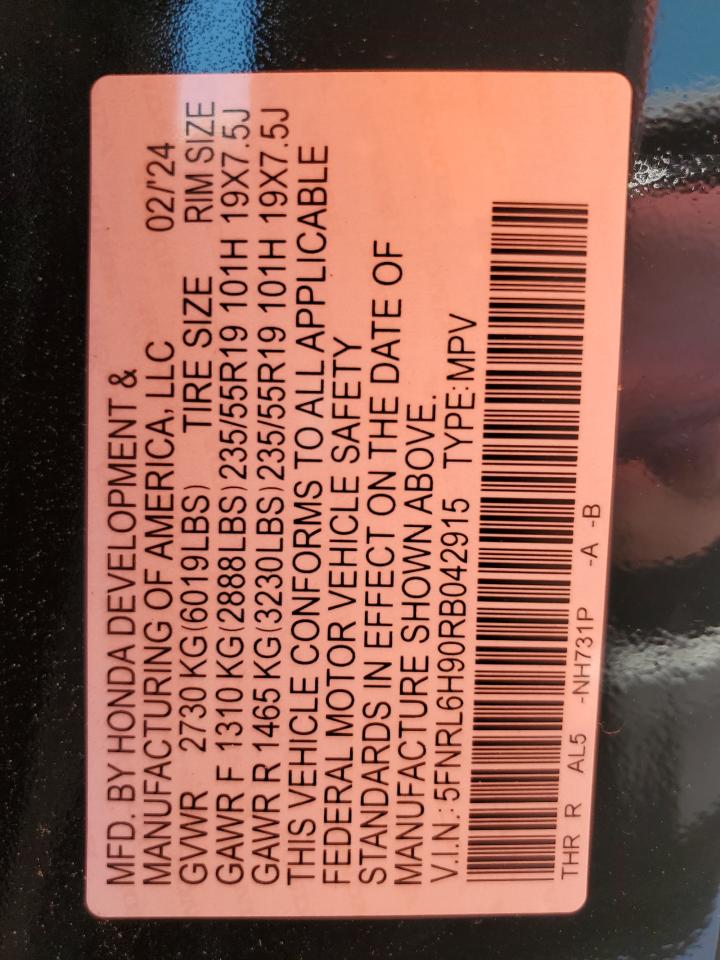 MFD. BY HONDA DEVELOPMENT &
MANUFACTURING OF AMERICA, LLC 02/'24
GVWR 2730 KG(6019LBS) TIRE SIZE RIM SIZE
GAWR F 1310 KG(2888LBS) 235/55R19 101H 19X7.5J
GAWR R 1465 KG(3230LBS) 235/55R19 101H 19X7.5J
THIS VEHICLE CONFORMS TO ALL APPLICABLE
FEDERAL MOTOR VEHICLE SAFETY
STANDARDS IN EFFECT ON THE DATE OF
MANUFACTURE SHOWN ABOVE.
V.I.N.: 5FNRL6H90RB042915 TYPE: MPV
THR R AL5 -NH731P -A -B